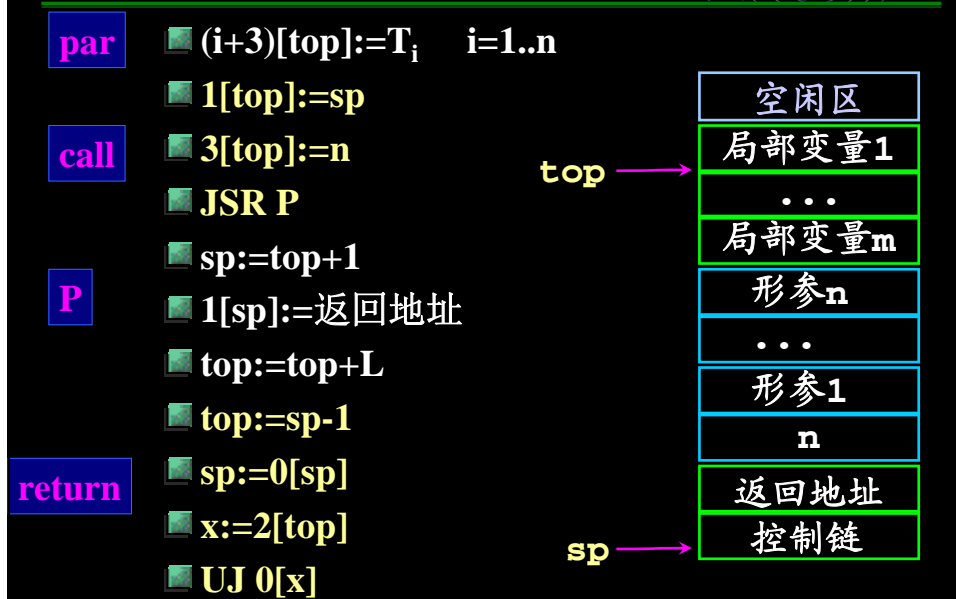 par
(i+3)[top]:=Tᵢ i=1..n
1[top]:=sp
call
3[top]:=n
JSR P
P
sp:=top+1
1[sp]:=返回地址
top:=top+L
return
top:=sp-1
sp:=0[sp]
x:=2[top]
UJ 0[x]
空闲区
top
局部变量1
...
局部变量m
形参n
...
形参1
n
返回地址
sp
控制链